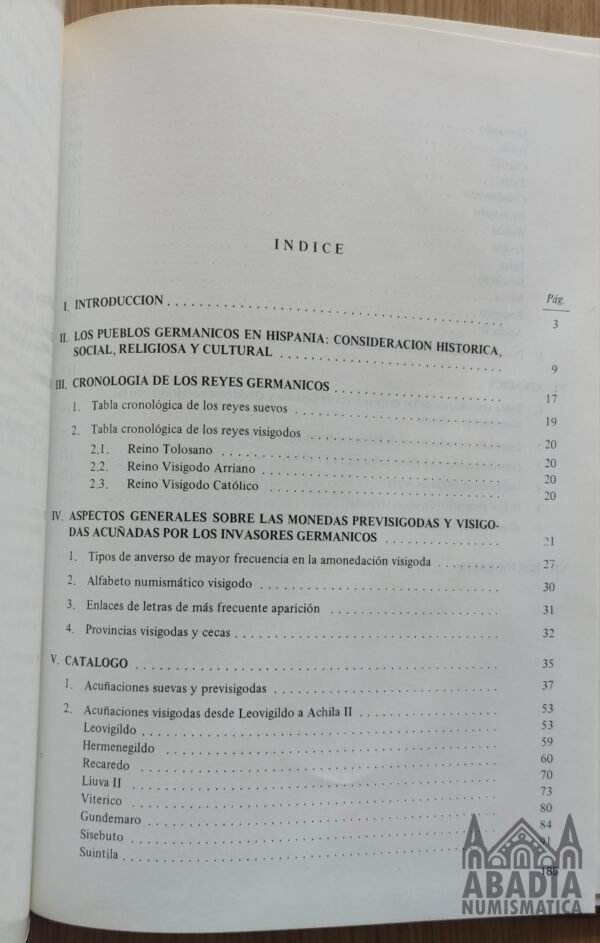 INDICE
Pág.
I. INTRODUCCION . . . . . . . . . . 3
II. LOS PUEBLOS GERMANICOS EN HISPANIA: CONSIDERACION HISTORICA,
SOCIAL, RELIGIOSA Y CULTURAL . . . . . . . . . . 9
III. CRONOLOGIA DE LOS REYES GERMANICOS . . . . . . . . . . 17
1. Tabla cronológica de los reyes suevos . . . . . . . . . . 19
2. Tabla cronológica de los reyes visigodos . . . . . . . . . . 20
2.1. Reino Tolosano . . . . . . . . . . 20
2.2. Reino Visigodo Arriano . . . . . . . . . . 20
2.3. Reino Visigodo Católico . . . . . . . . . . 20
IV. ASPECTOS GENERALES SOBRE LAS MONEDAS PREVISIGODAS Y VISIGO-
DAS ACUÑADAS POR LOS INVASORES GERMANICOS . . . . . . . . . . 21
1. Tipos de anverso de mayor frecuencia en la amonedación visigoda . . . . . . . . . . 27
2. Alfabeto numismático visigodo . . . . . . . . . . 30
3. Enlaces de letras de más frecuente aparición . . . . . . . . . . 31
4. Provincias visigodas y cecas . . . . . . . . . . 32
V. CATALOGO . . . . . . . . . . 35
1. Acuñaciones suevas y previsigodas . . . . . . . . . . 37
2. Acuñaciones visigodas desde Leovigildo a Achila II . . . . . . . . . . 53
Leovigildo . . . . . . . . . . 53
Hermenegildo . . . . . . . . . . 59
Recaredo . . . . . . . . . . 60
Liuva II . . . . . . . . . . 70
Viterico . . . . . . . . . . 73
Gundemaro . . . . . . . . . . 80
Sisebuto . . . . . . . . . . 84
Suintila . . . . . . . . . . 91
185
ABADIA
NUMISMATICA